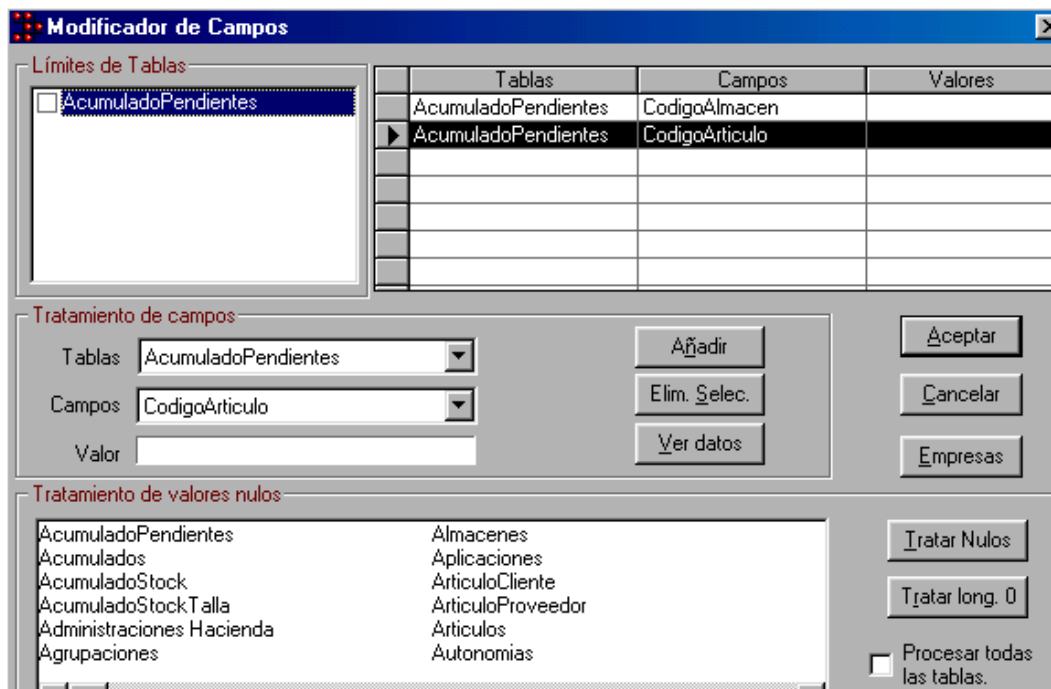 Modificador de Campos
Límites de Tablas
AcumuladoPendientes
Tablas Campos Valores
AcumuladoPendientes CodigoAlmacen
AcumuladoPendientes CodigoArticulo
Tratamiento de campos
Tablas AcumuladoPendientes
Campos CodigoArticulo
Valor
Añadir
Elim. Selec.
Ver datos
Aceptar
Cancelar
Empresas
Tratamiento de valores nulos
AcumuladoPendientes Almacenes
Acumulados Aplicaciones
AcumuladoStock ArticuloCliente
AcumuladoStockTalla ArticuloProveedor
Administraciones Hacienda Articulos
Agrupaciones Autonomias
Tratar Nulos
Tratar long. 0
Procesar todas
las tablas.